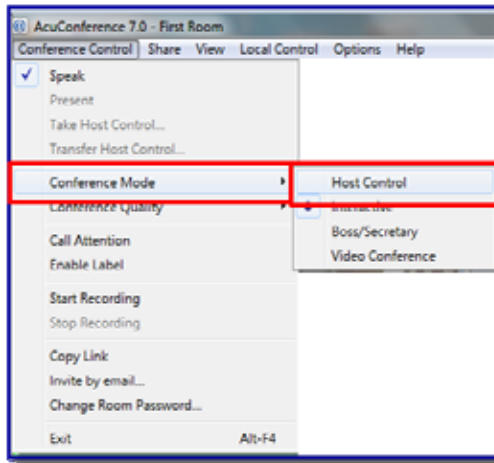 AcuConference 7.0 - First Room
Conference Control Share View Local Control Options Help
Speak
Present
Take Host Control...
Transfer Host Control...
Conference Mode
Conference Quality
Call Attention
Enable Label
Start Recording
Stop Recording
Copy Link
Invite by email...
Change Room Password...
Exit Alt+F4
Host Control
Interactive
Boss/Secretary
Video Conference